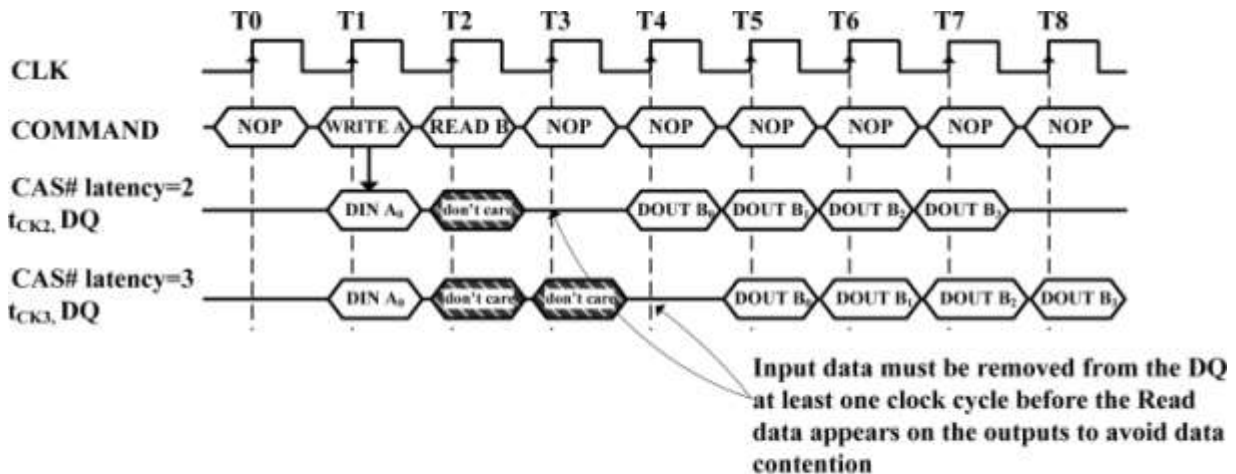 T0 T1 T2 T3 T4 T5 T6 T7 T8
CLK
COMMAND NOP WRITE A READ B NOP NOP NOP NOP NOP NOP
CAS# latency=2
tCK2, DQ DIN A0 don't care DOUT B0 DOUT B1 DOUT B2 DOUT B3
CAS# latency=3
tCK3, DQ DIN A0 don't care don't care DOUT B0 DOUT B1 DOUT B2 DOUT B3
Input data must be removed from the DQ
at least one clock cycle before the Read
data appears on the outputs to avoid data
contention